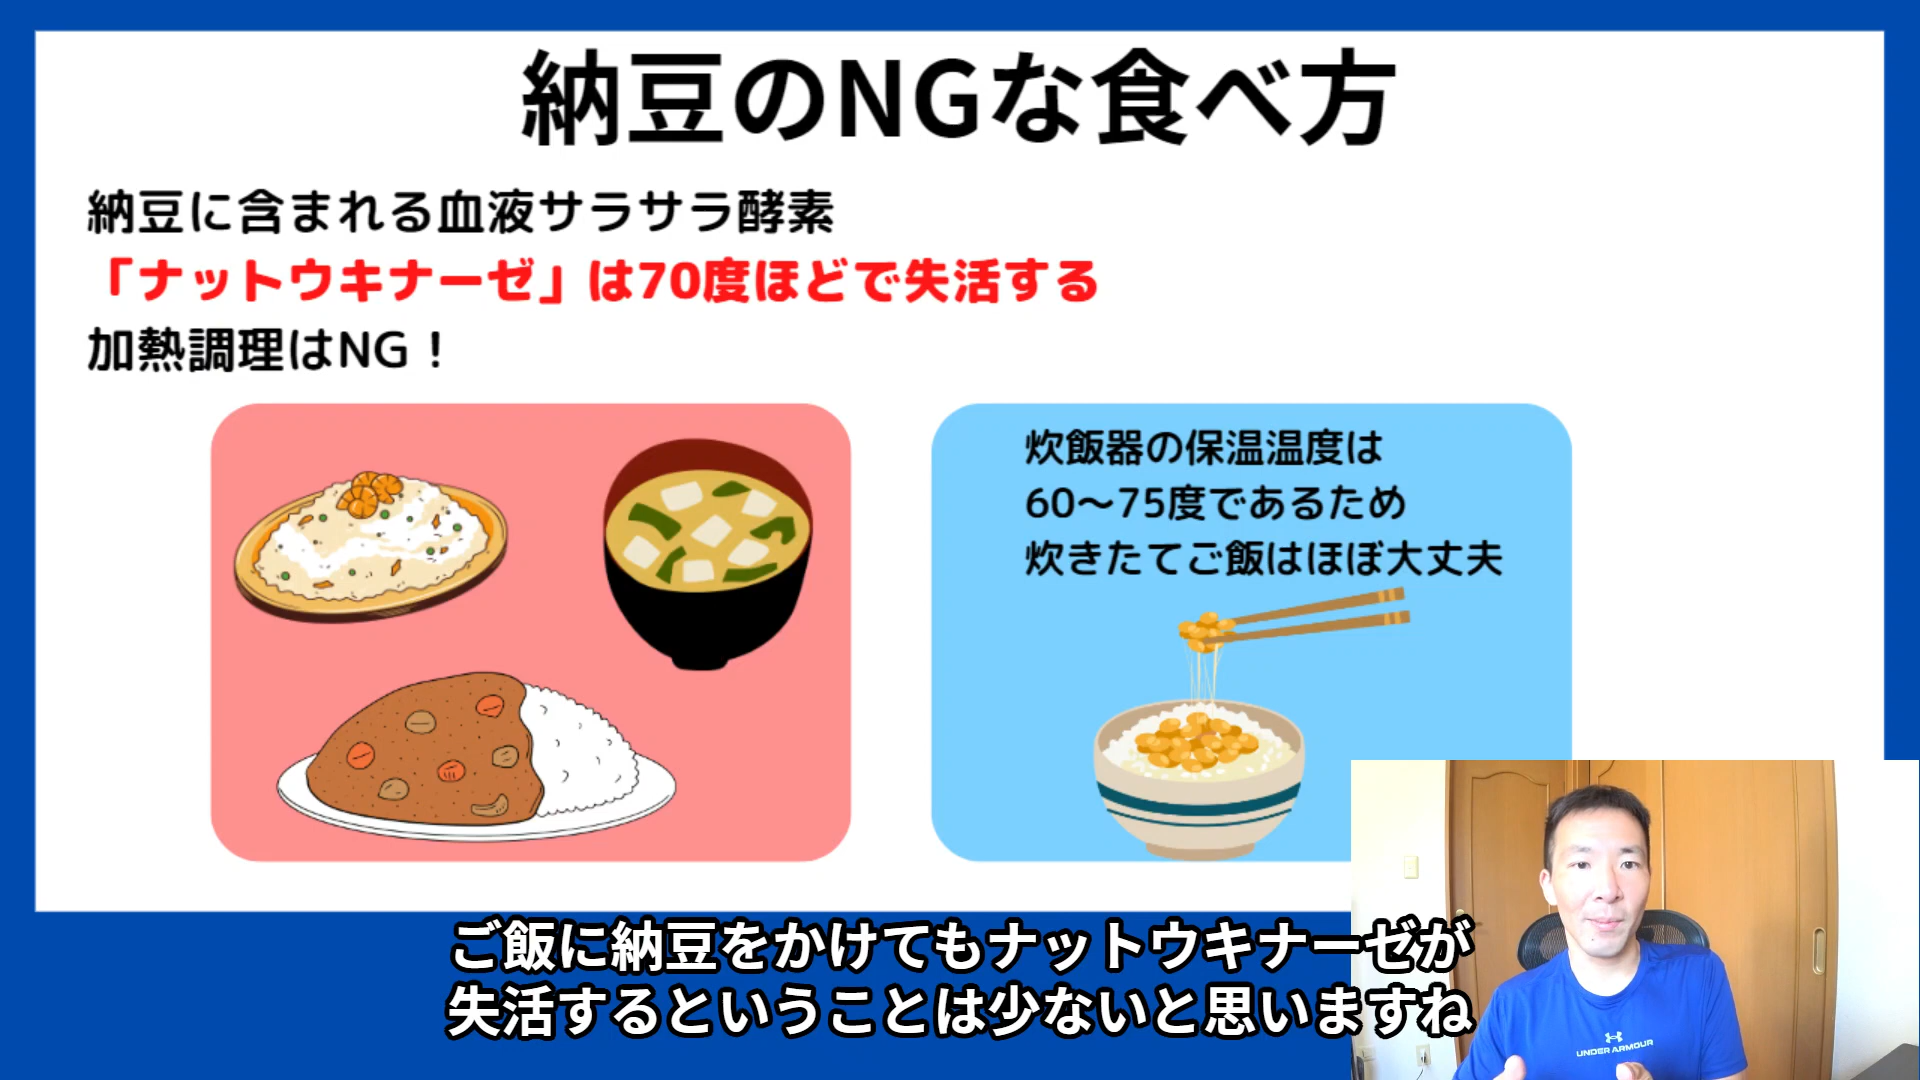 納豆のNGな食べ方
納豆に含まれる血液サラサラ酵素
「ナットウキナーゼ」は70度ほどで失活する
加熱調理はNG！
炊飯器の保温温度は
60〜75度であるため
炊きたてご飯はほぼ大丈夫
ご飯に納豆をかけてもナットウキナーゼが
失活するということは少ないと思いますね
UNDER ARMOUR